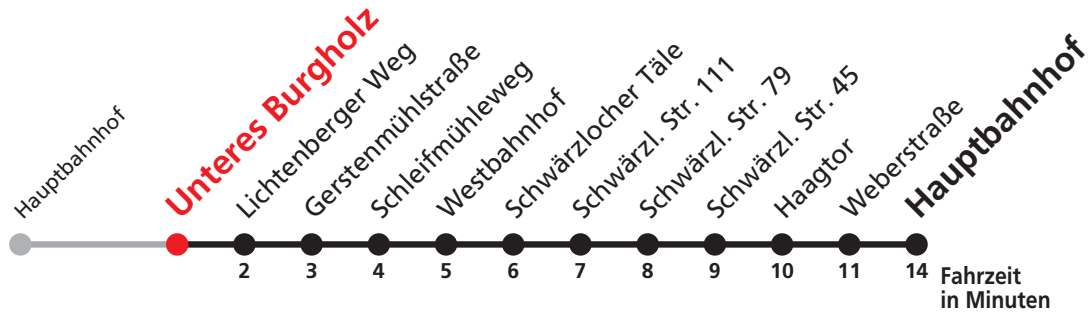 Hauptbahnhof
Unteres Burgholz
Lichtenberger Weg
Gerstenmühlstraße
Schleifmühleweg
Westbahnhof
Schwärzlocher Täle
Schwärzl. Str. 111
Schwärzl. Str. 79
Schwärzl. Str. 45
Haagtor
Weberstraße
Hauptbahnhof
2 3 4 5 6 7 8 9 10 11 14
Fahrzeit
in Minuten